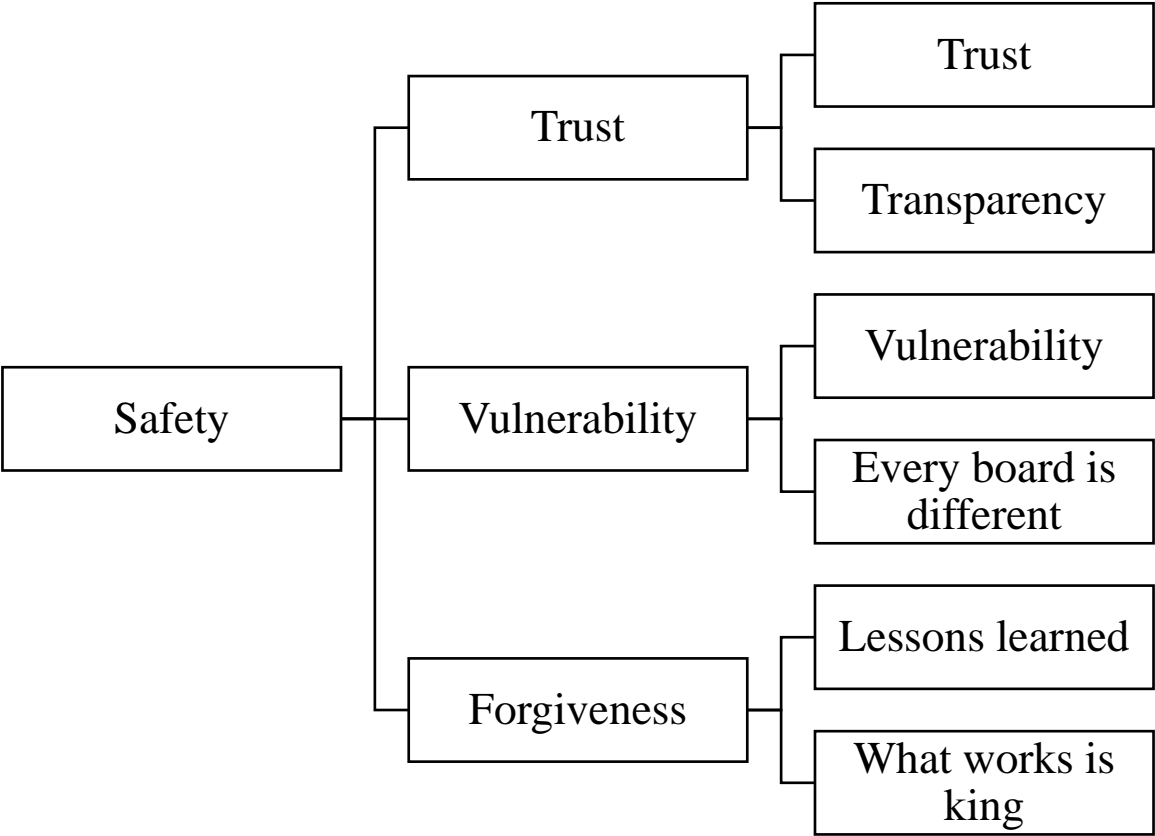 Safety
Trust
Trust
Transparency
Vulnerability
Vulnerability
Every board is
different
Forgiveness
Lessons learned
What works is
king